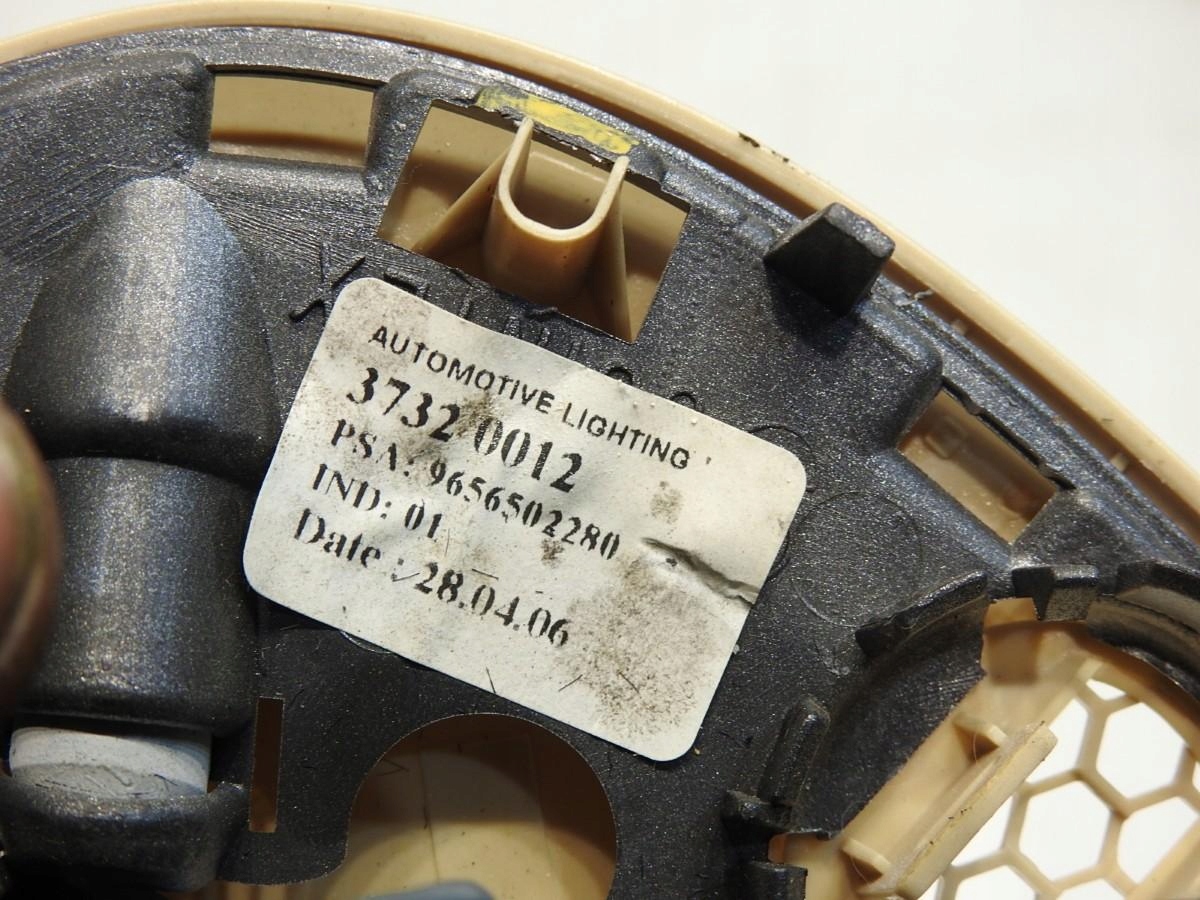 AUTOMOTIVE LIGHTING
3732 0012
PSA: 9656502280
IND: 01
Date : 28.04.06